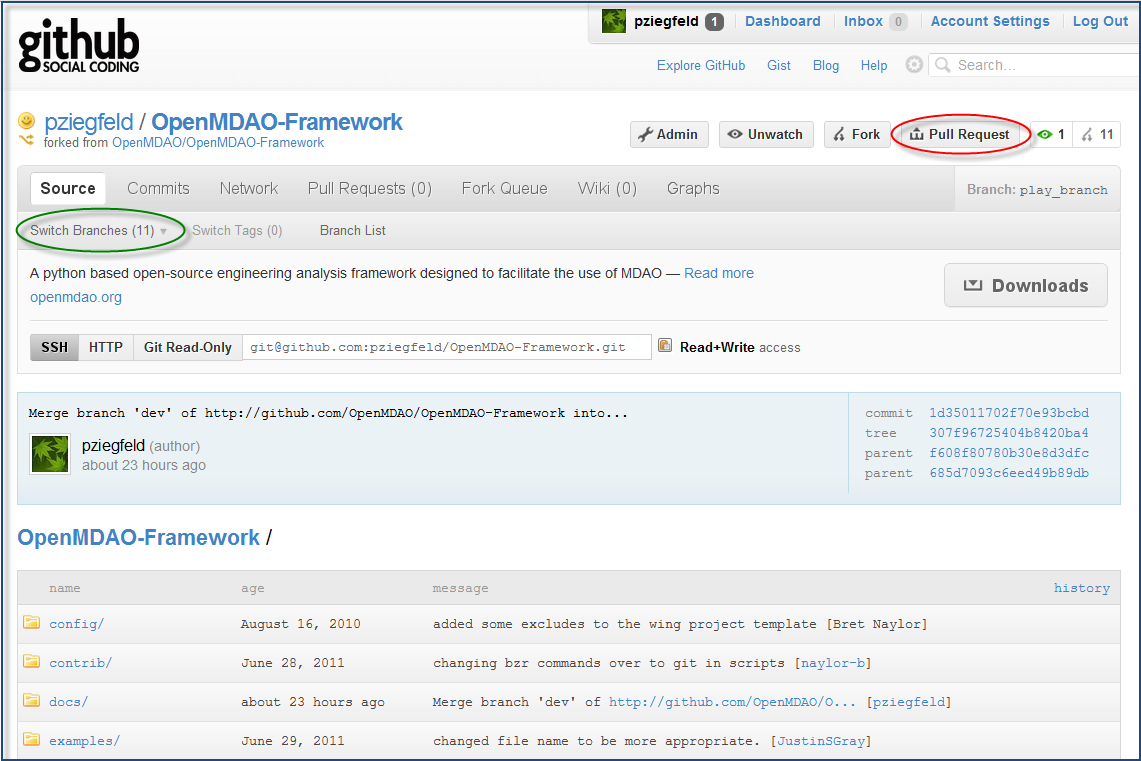 github
SOCIAL CODING
pziegfeld 1 Dashboard Inbox 0 Account Settings Log Out
Explore GitHub Gist Blog Help Search...
pziegfeld / OpenMDAO-Framework
forked from OpenMDAO/OpenMDAO-Framework
Admin Unwatch Fork Pull Request 1 11
Source Commits Network Pull Requests (0) Fork Queue Wiki (0) Graphs Branch: play_branch
Switch Branches (11) Switch Tags (0) Branch List
A python based open-source engineering analysis framework designed to facilitate the use of MDAO — Read more
openmdao.org
Downloads
SSH HTTP Git Read-Only git@github.com:pziegfeld/OpenMDAO-Framework.git Read+Write access
Merge branch 'dev' of http://github.com/OpenMDAO/OpenMDAO-Framework into...
pziegfeld (author)
about 23 hours ago
commit 1d35011702f70e93bcbd
tree 307f96725404b8420ba4
parent f608f80780b30e8d3dfc
parent 685d7093c6eed49b89db
OpenMDAO-Framework /
name age message history
config/ August 16, 2010 added some excludes to the wing project template [Bret Naylor]
contrib/ June 28, 2011 changing bzr commands over to git in scripts [naylor-b]
docs/ about 23 hours ago Merge branch 'dev' of http://github.com/OpenMDAO/O... [pziegfeld]
examples/ June 29, 2011 changed file name to be more appropriate. [JustinSGray]